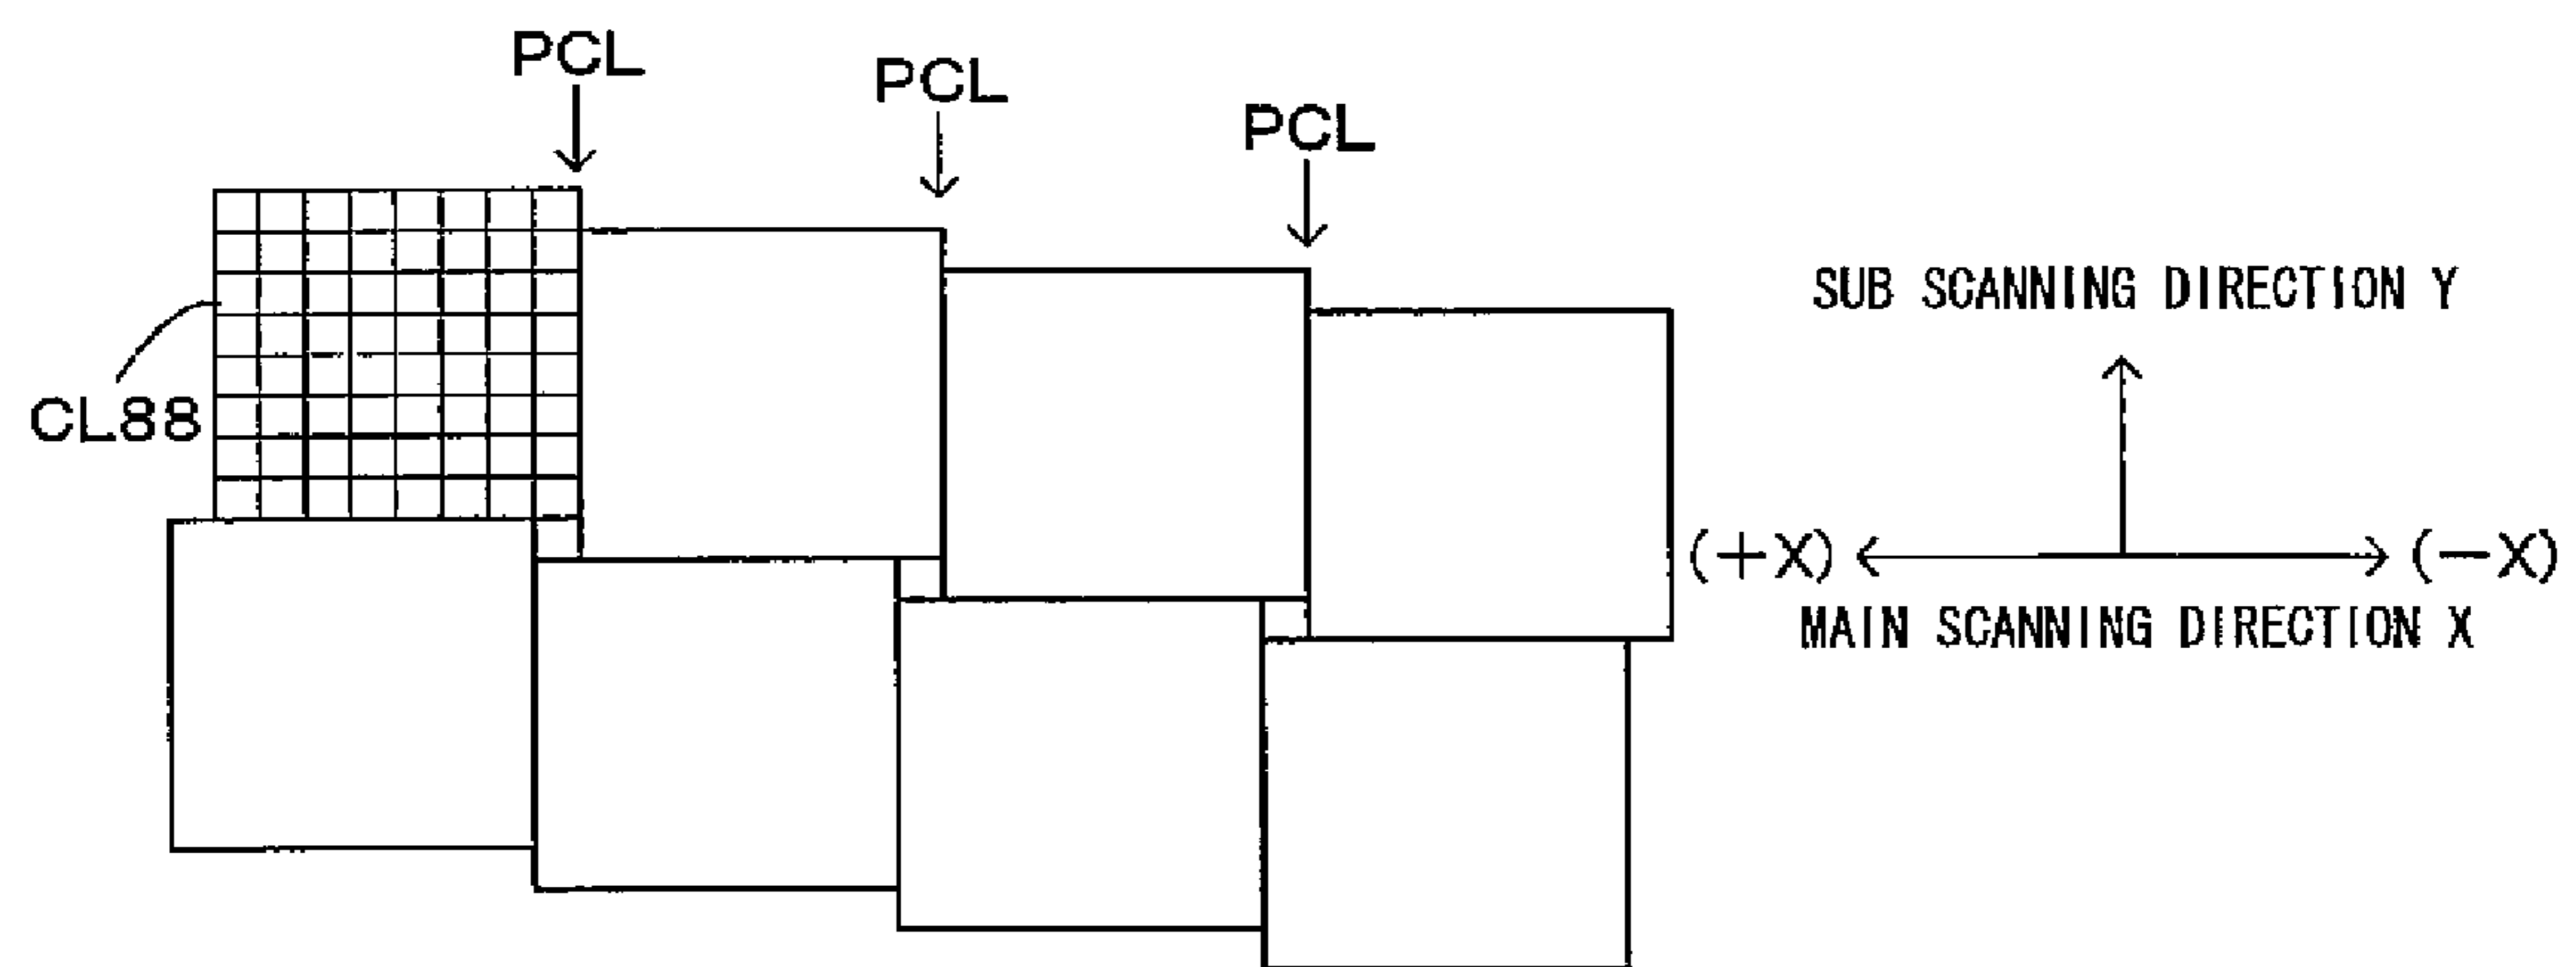 PCL
PCL
PCL
SUB SCANNING DIRECTION Y
CL88
(+X)
(−X)
MAIN SCANNING DIRECTION X